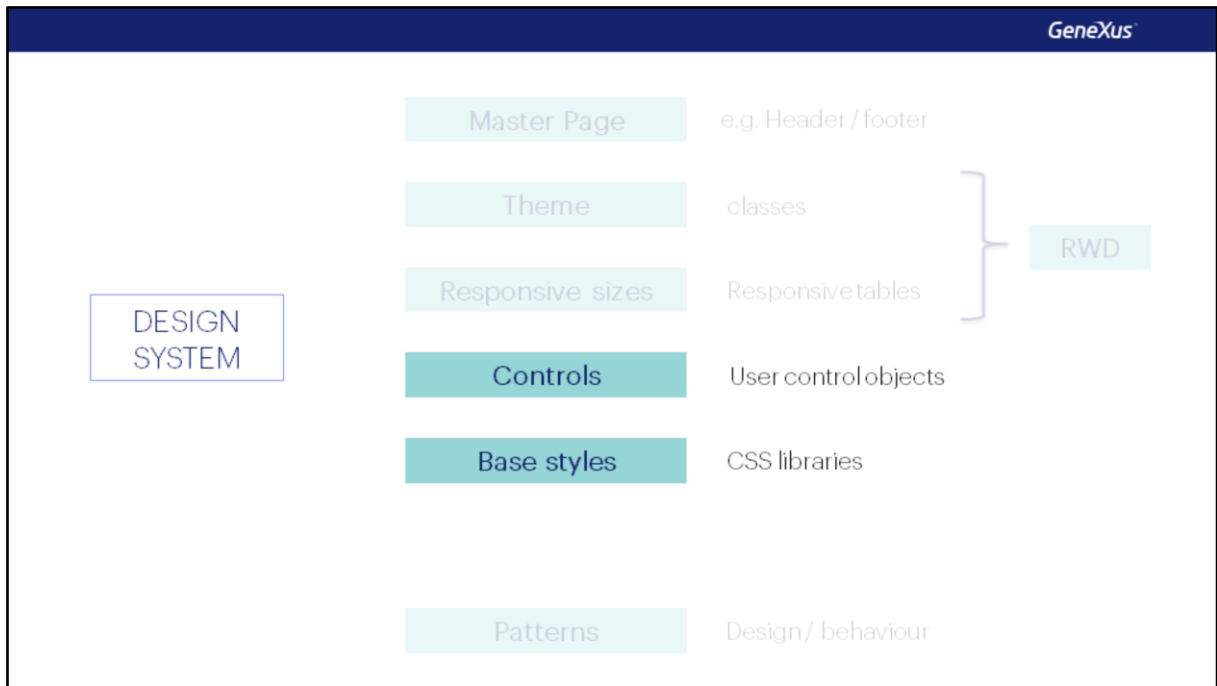 GeneXus
Master Page e.g. Header / footer
Theme classes
RWD
Responsive sizes Responsive tables
DESIGN
SYSTEM
Controls User control objects
Base styles CSS libraries
Patterns Design / behaviour